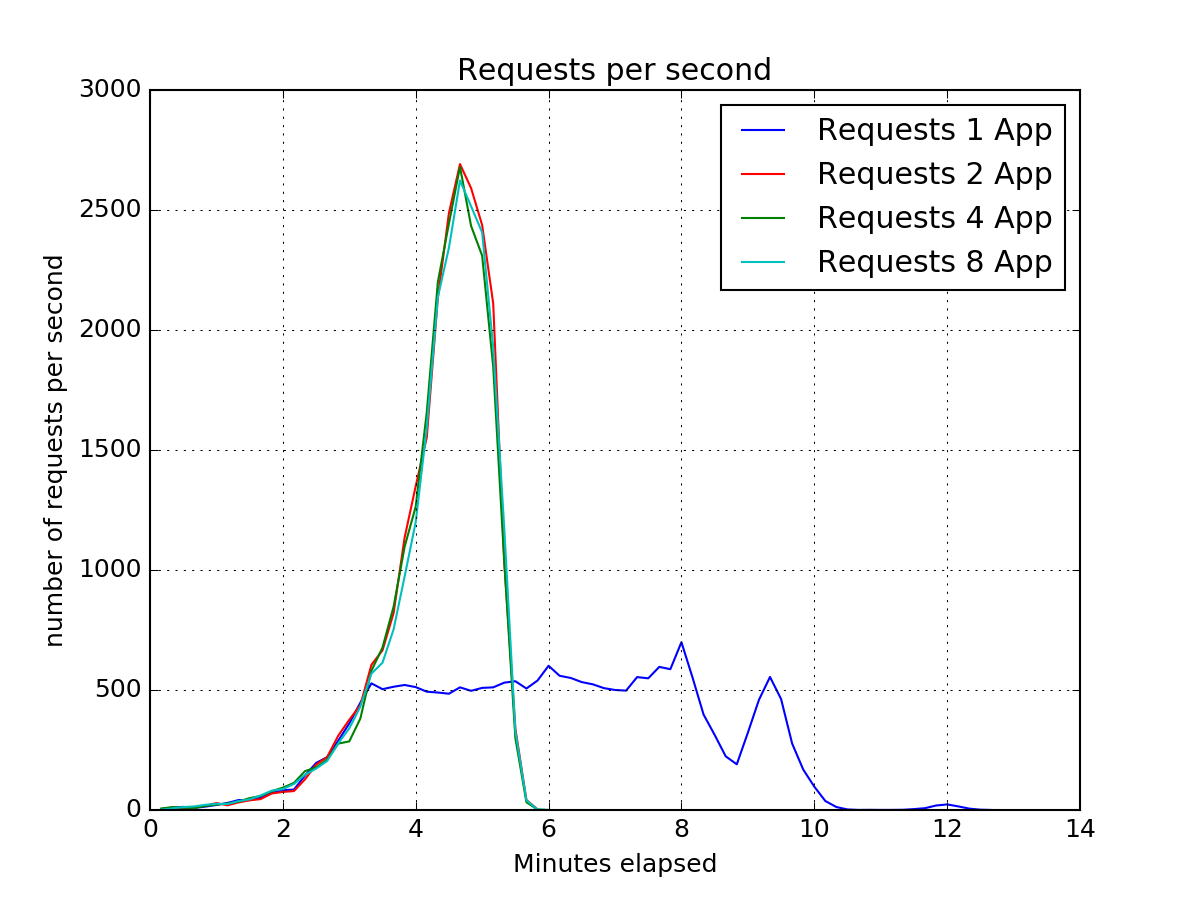 Requests per second
3000
2500
2000
1500
1000
500
0
number of requests per second
Requests 1 App
Requests 2 App
Requests 4 App
Requests 8 App
0 2 4 6 8 10 12 14
Minutes elapsed